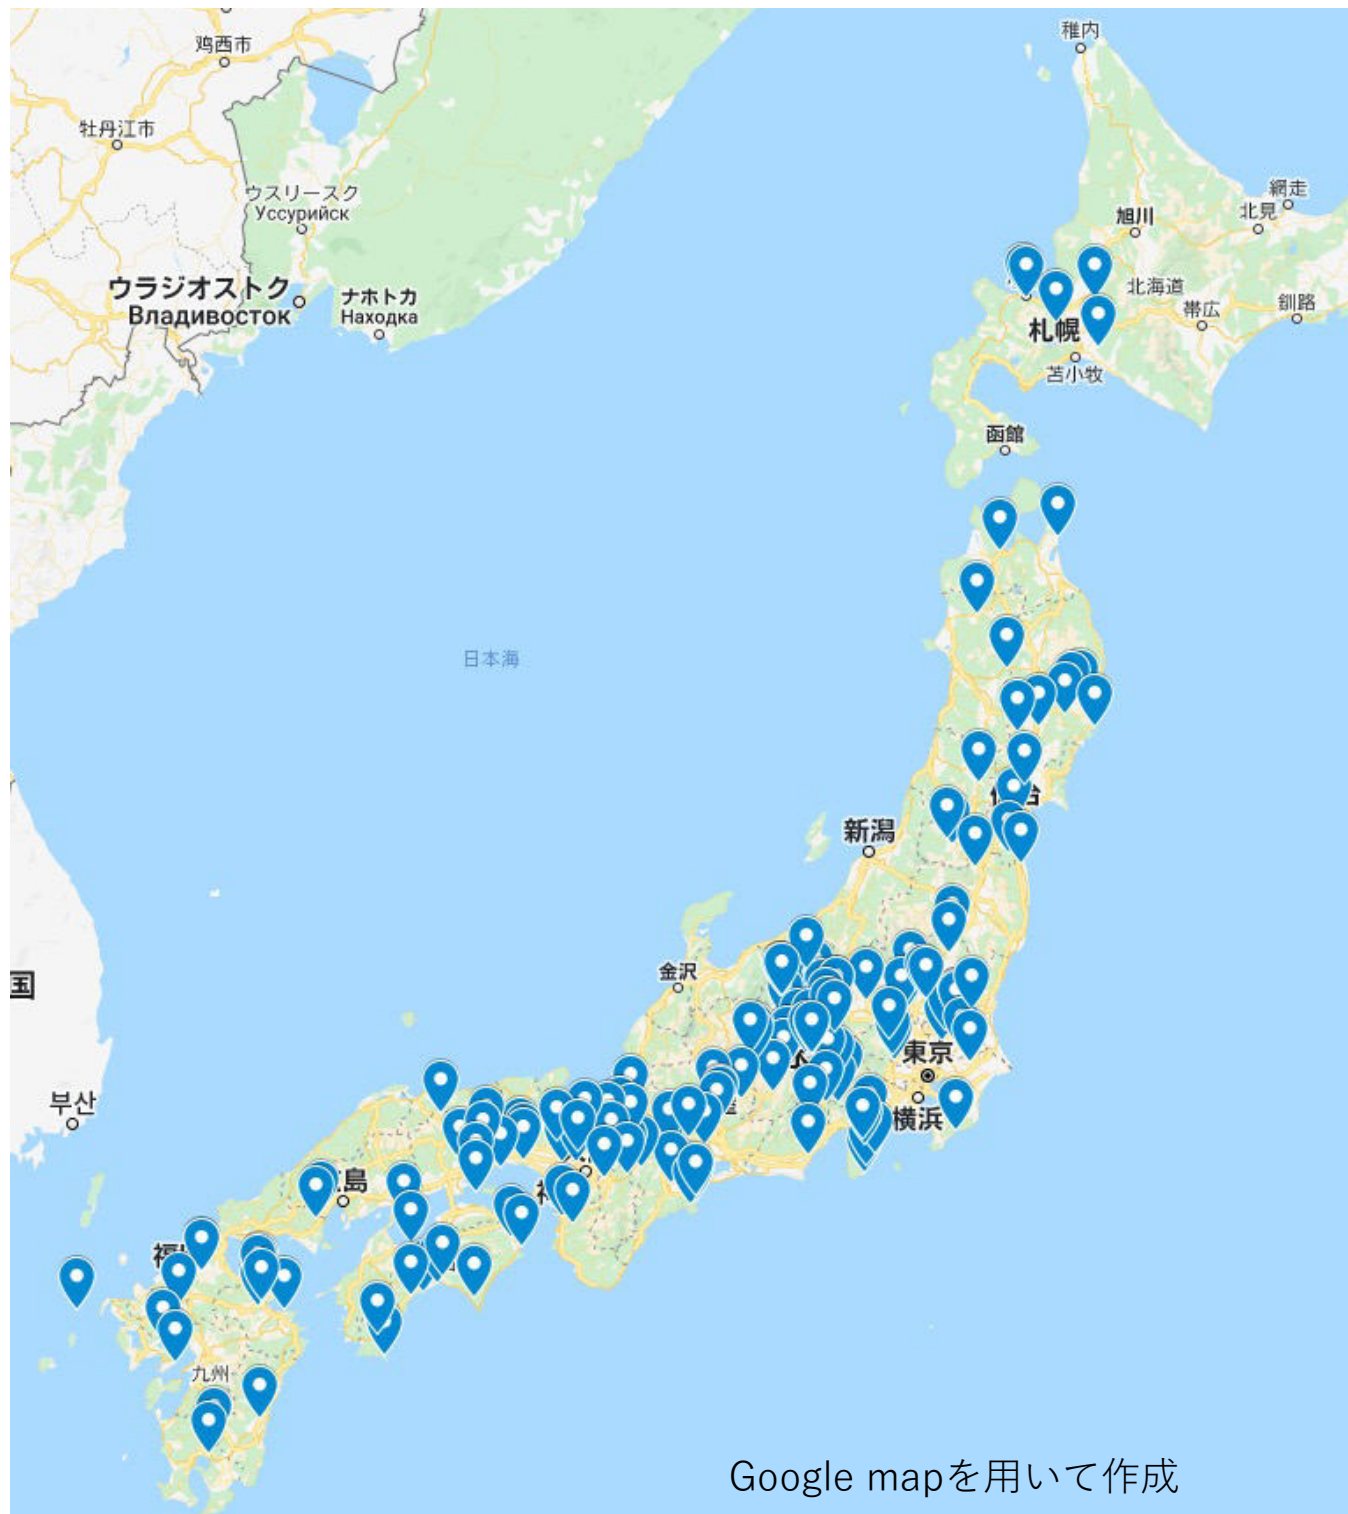 稚内
鸡西市
牡丹江市
ウスリースク
Уссурийск
網走
北見
旭川
ウラジオストク
Владивосток
ナホトカ
Находка
北海道
帯広
釧路
札幌
苫小牧
函館
日本海
新潟
金沢
国
東京
横浜
부산
島
九州
Google mapを用いて作成